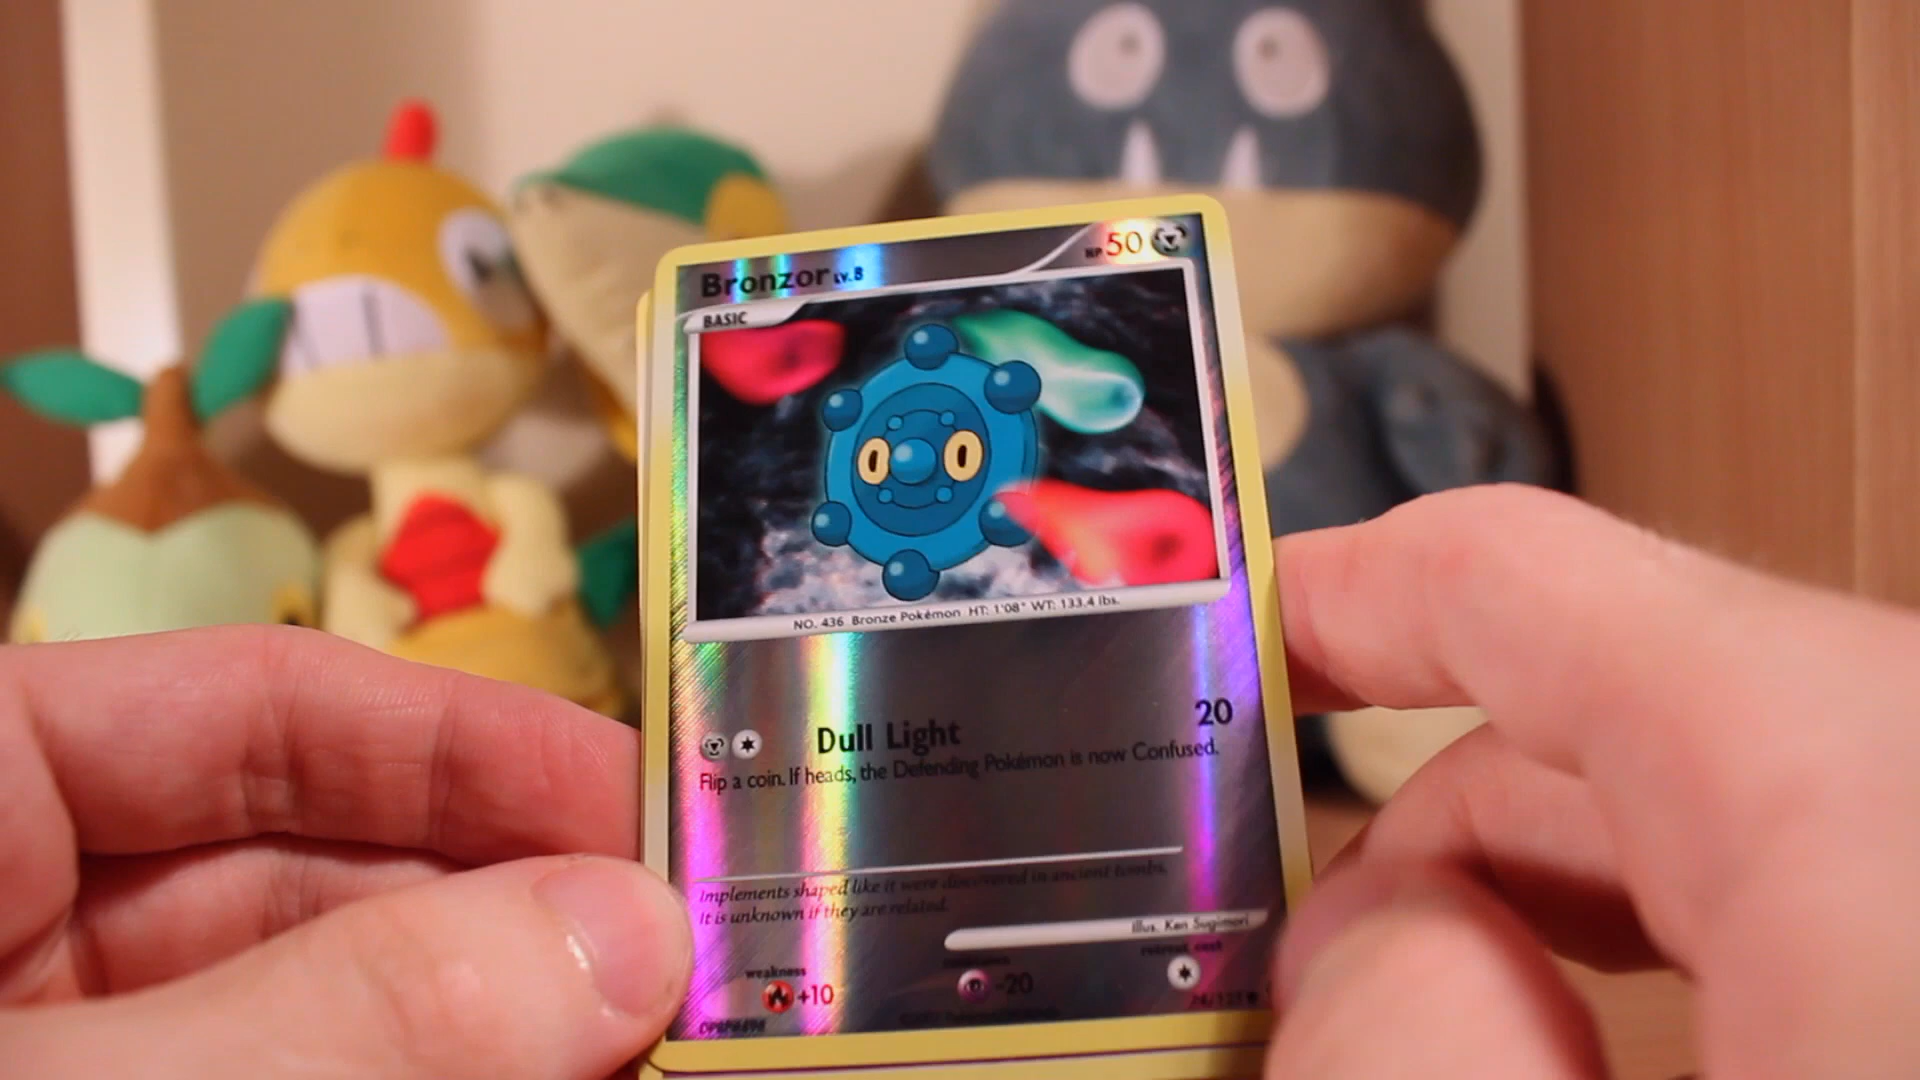 Bronzor LV.8
HP 50
BASIC
NO. 436 Bronze Pokémon HT: 1'08" WT: 133.4 lbs.
Dull Light 20
Flip a coin. If heads, the Defending Pokémon is now Confused.
Implements shaped like it were discovered in ancient tombs.
It is unknown if they are related.
Illus. Ken Sugimori
weakness
retreat cost
+10
-20